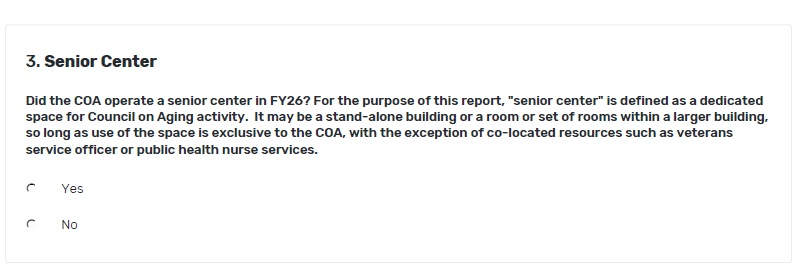 3. Senior Center
Did the COA operate a senior center in FY26? For the purpose of this report, "senior center" is defined as a dedicated
space for Council on Aging activity.  It may be a stand-alone building or a room or set of rooms within a larger building,
so long as use of the space is exclusive to the COA, with the exception of co-located resources such as veterans
service officer or public health nurse services.
Yes
No